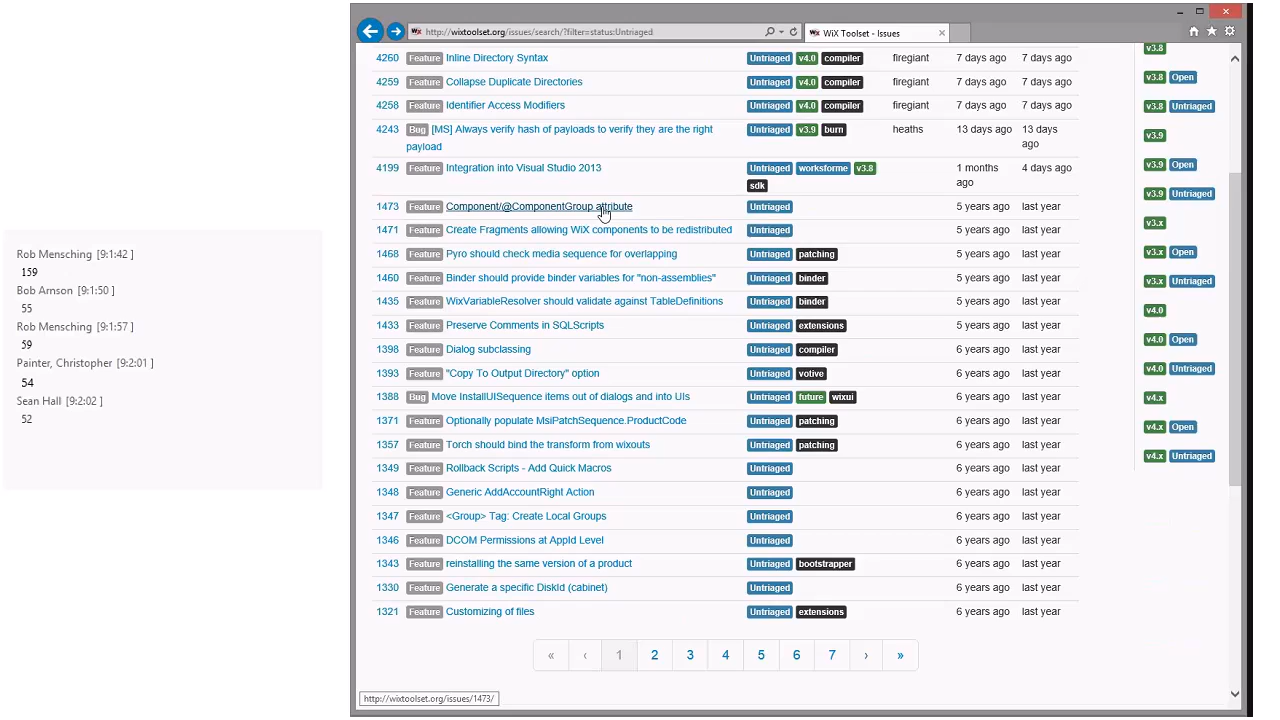 http://wixtoolset.org/issues/search/?filter=status:Untriaged
WiX WiX Toolset - Issues
Rob Mensching [9:1:42 ]
159
Bob Arnson [9:1:50 ]
55
Rob Mensching [9:1:57 ]
59
Painter, Christopher [9:2:01 ]
54
Sean Hall [9:2:02 ]
52
4260 Feature Inline Directory Syntax Untriaged v4.0 compiler firegiant 7 days ago 7 days ago
4259 Feature Collapse Duplicate Directories Untriaged v4.0 compiler firegiant 7 days ago 7 days ago
4258 Feature Identifier Access Modifiers Untriaged v4.0 compiler firegiant 7 days ago 7 days ago
4243 Bug [MS] Always verify hash of payloads to verify they are the right Untriaged v3.9 burn heaths 13 days ago 13 days
payload ago
4199 Feature Integration into Visual Studio 2013 Untriaged worksforme v3.8 1 months 4 days ago
sdk ago
1473 Feature Component/@ComponentGroup attribute Untriaged 5 years ago last year
1471 Feature Create Fragments allowing WiX components to be redistributed Untriaged 5 years ago last year
1468 Feature Pyro should check media sequence for overlapping Untriaged patching 5 years ago last year
1460 Feature Binder should provide binder variables for "non-assemblies" Untriaged binder 5 years ago last year
1435 Feature WixVariableResolver should validate against TableDefinitions Untriaged binder 5 years ago last year
1433 Feature Preserve Comments in SQLScripts Untriaged extensions 5 years ago last year
1398 Feature Dialog subclassing Untriaged compiler 6 years ago last year
1393 Feature "Copy To Output Directory" option Untriaged votive 6 years ago last year
1388 Bug Move InstallUISequence items out of dialogs and into UIs Untriaged future wixui 6 years ago last year
1371 Feature Optionally populate MsiPatchSequence.ProductCode Untriaged patching 6 years ago last year
1357 Feature Torch should bind the transform from wixouts Untriaged patching 6 years ago last year
1349 Feature Rollback Scripts - Add Quick Macros Untriaged 6 years ago last year
1348 Feature Generic AddAccountRight Action Untriaged 6 years ago last year
1347 Feature <Group> Tag: Create Local Groups Untriaged 6 years ago last year
1346 Feature DCOM Permissions at AppId Level Untriaged 6 years ago last year
1343 Feature reinstalling the same version of a product Untriaged bootstrapper 6 years ago last year
1330 Feature Generate a specific DiskId (cabinet) Untriaged 6 years ago last year
1321 Feature Customizing of files Untriaged extensions 6 years ago last year
« ‹ 1 2 3 4 5 6 7 › »
v3.8
v3.8 Open
v3.8 Untriaged
v3.9
v3.9 Open
v3.9 Untriaged
v3.x
v3.x Open
v3.x Untriaged
v4.0
v4.0 Open
v4.0 Untriaged
v4.x
v4.x Open
v4.x Untriaged
http://wixtoolset.org/issues/1473/